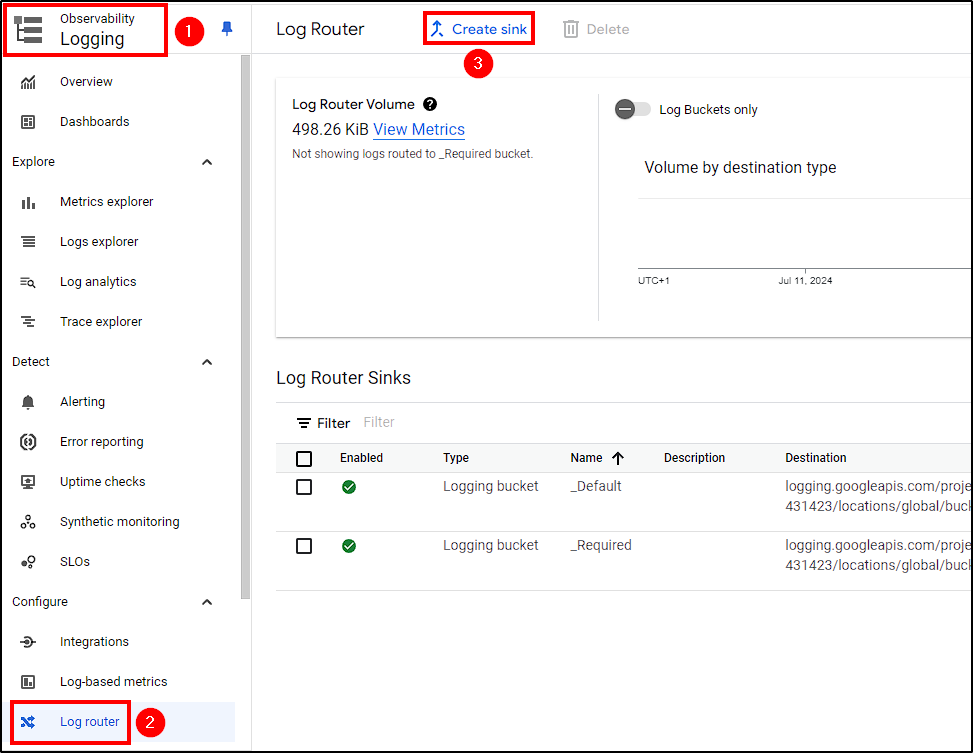 Observability
Logging
1
Overview
Dashboards
Explore
Metrics explorer
Logs explorer
Log analytics
Trace explorer
Detect
Alerting
Error reporting
Uptime checks
Synthetic monitoring
SLOs
Configure
Integrations
Log-based metrics
Log router
2
Log Router
Create sink
Delete
3
Log Router Volume ?
498.26 KiB View Metrics
Not showing logs routed to _Required bucket.
Log Buckets only
Volume by destination type
UTC+1 Jul 11, 2024
Log Router Sinks
Filter Filter
Enabled Type Name Description Destination
Logging bucket _Default logging.googleapis.com/proje
431423/locations/global/buck
Logging bucket _Required logging.googleapis.com/proje
431423/locations/global/buck